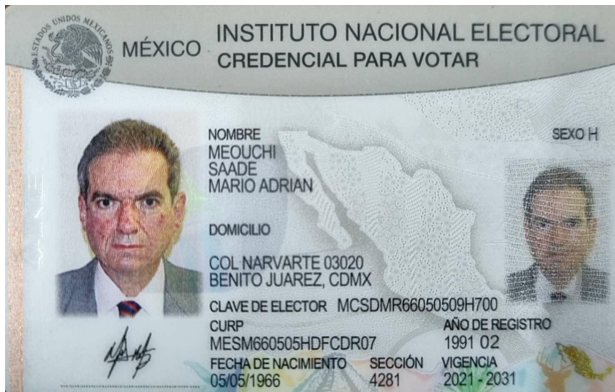 ESTADOS UNIDOS MEXICANOS
MÉXICO
INSTITUTO NACIONAL ELECTORAL
CREDENCIAL PARA VOTAR
NOMBRE
SEXO H
MEOUCHI
SAADE
MARIO ADRIAN
DOMICILIO
COL NARVARTE 03020
BENITO JUAREZ, CDMX
CLAVE DE ELECTOR MCSDMR66050509H700
CURP
AÑO DE REGISTRO
MESM660505HDFCDR07
1991 02
FECHA DE NACIMIENTO SECCIÓN VIGENCIA
05/05/1966 4281 2021 - 2031